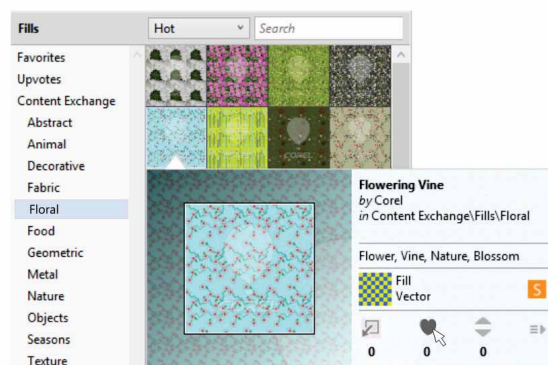 Fills
Hot
Search
Favorites
Upvotes
Content Exchange
Abstract
Animal
Decorative
Fabric
Floral
Food
Geometric
Metal
Nature
Objects
Seasons
Texture
COREL
Flowering Vine
by Corel
in Content Exchange\Fills\Floral
Flower, Vine, Nature, Blossom
Fill
Vector
S
0 0 0